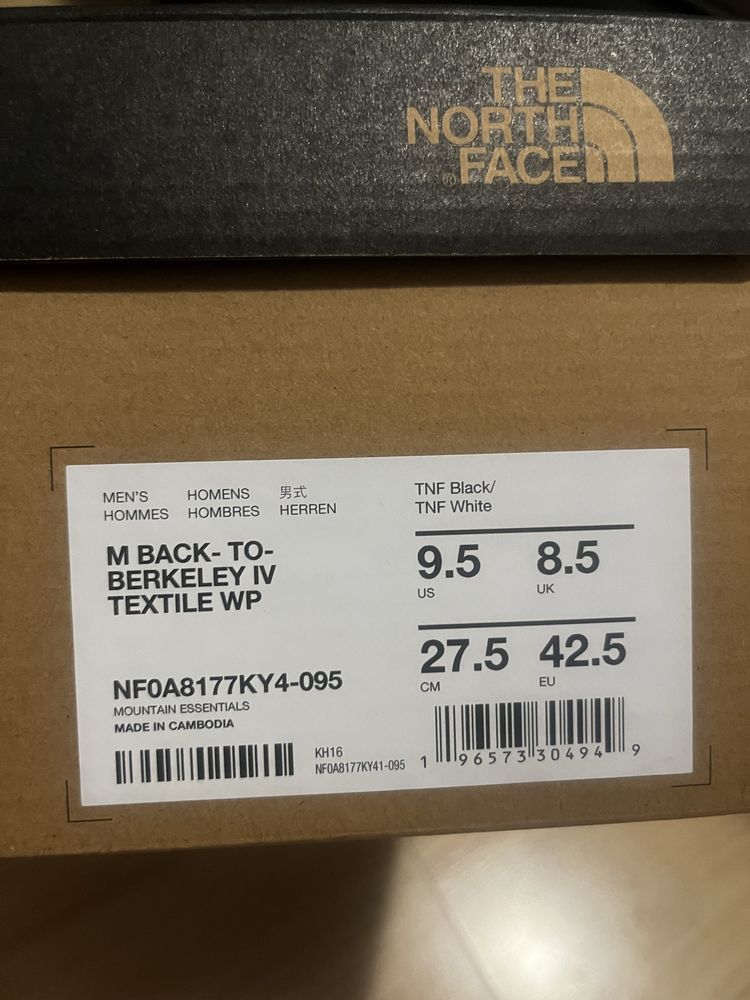 THE
NORTH
FACE
MEN'S HOMENS 男式
HOMMES HOMBRES HERREN
M BACK- TO-
BERKELEY IV
TEXTILE WP
NF0A8177KY4-095
MOUNTAIN ESSENTIALS
MADE IN CAMBODIA
KH16
NF0A8177KY41-095
TNF Black/
TNF White
9.5 8.5
US UK
27.5 42.5
CM EU
1 96573 30494 9